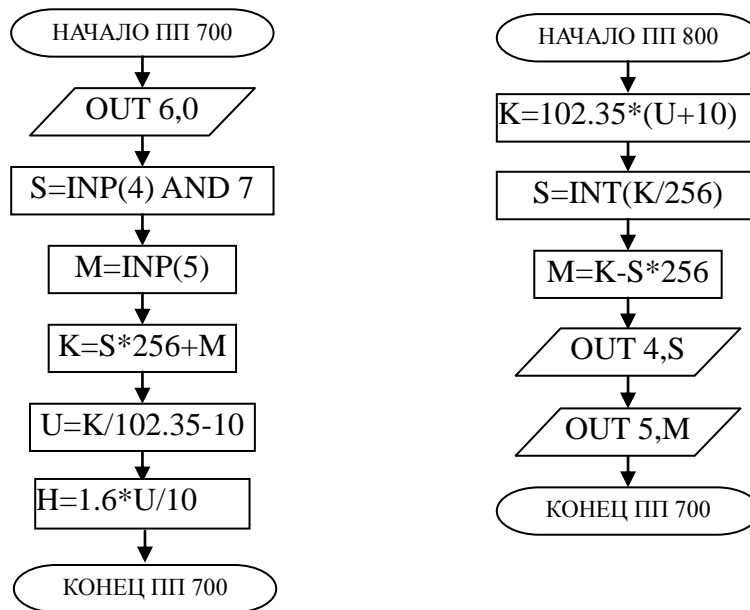 НАЧАЛО ПП 700
OUT 6,0
S=INP(4) AND 7
M=INP(5)
K=S*256+M
U=K/102.35-10
H=1.6*U/10
КОНЕЦ ПП 700
НАЧАЛО ПП 800
K=102.35*(U+10)
S=INT(K/256)
M=K-S*256
OUT 4,S
OUT 5,M
КОНЕЦ ПП 700